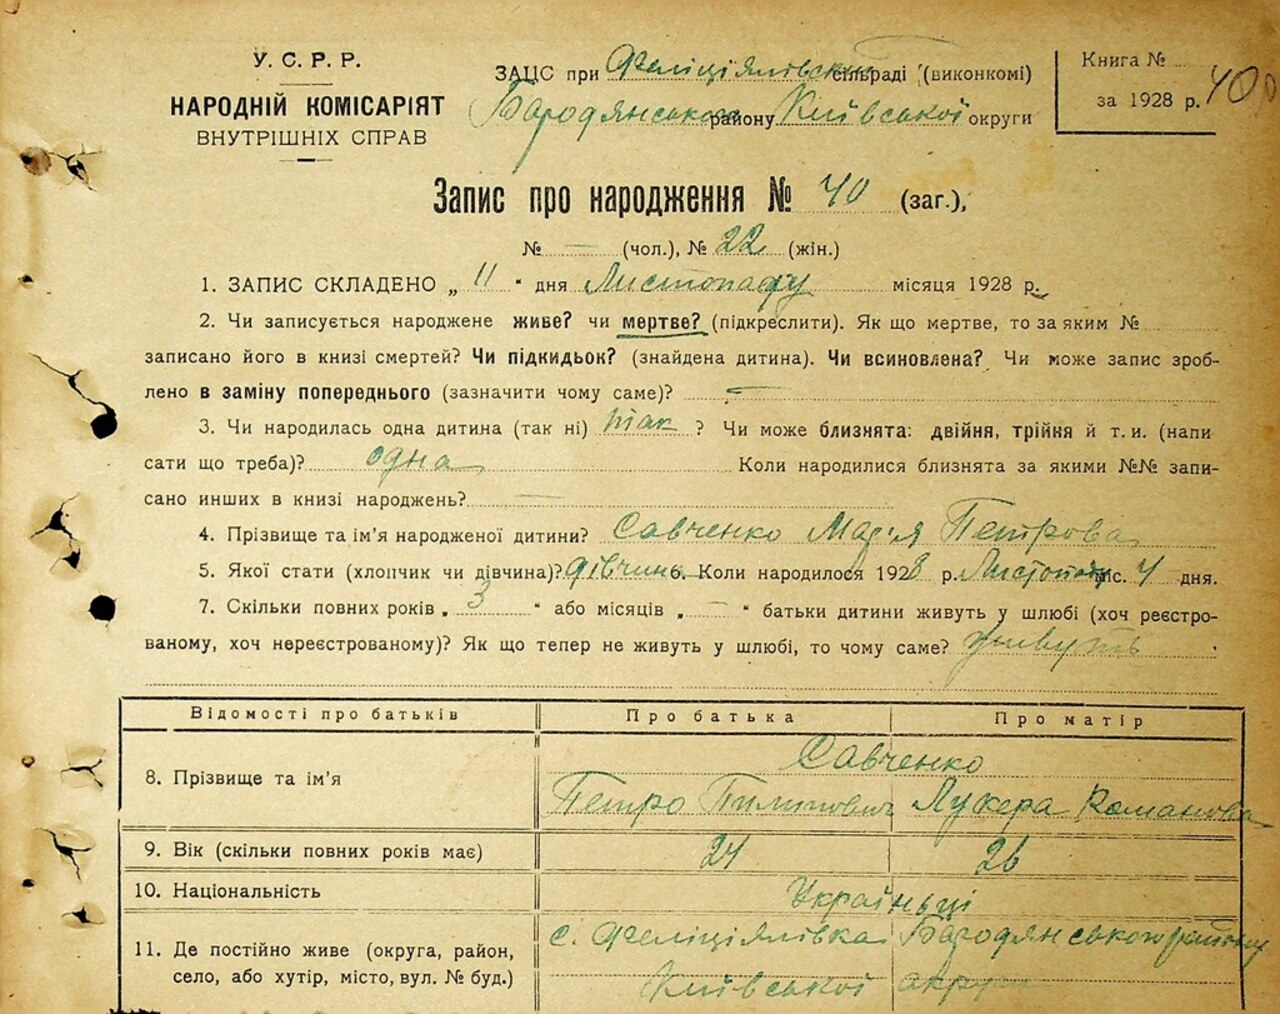 У. С. Р. Р.
НАРОДНІЙ КОМІСАРІЯТ
ВНУТРІШНІХ СПРАВ
ЗАЦС при Феліціялівській сільраді (виконкомі)
Бародянського району Київської округи
Книга №
за 1928 р.
Запис про народження № 40 (заг.),
№ — (чол.), № 22 (жін.)
1. ЗАПИС СКЛАДЕНО „ 11 “ дня Листопаду місяця 1928 р.
2. Чи записується народжене живе? чи мертве? (підкреслити). Як що мертве, то за яким №
записано його в книзі смертей? Чи підкидьок? (знайдена дитина). Чи всиновлена? Чи може запис зроб-
лено в заміну попереднього (зазначити чому саме)? —
3. Чи народилась одна дитина (так ні) так ? Чи може близнята: двійня, трійня й т. и. (напи
сати що треба)? одна Коли народилися близнята за якими №№ запи-
сано инших в книзі народжень? —
4. Прізвище та ім'я народженої дитини? Савченко Марія Петрова
5. Якої стати (хлопчик чи дівчина)? дівчина. Коли народилося 1928 р. Листопаду міс. 4 дня.
7. Скільки повних років „ 3 “ або місяців „ — “ батьки дитини живуть у шлюбі (хоч реєстро-
ваному, хоч нереєстрованому)? Як що тепер не живуть у шлюбі, то чому саме? живуть
Відомості про батьків Про батька Про матір
Савченко
8. Прізвище та ім'я Петро Пилипович Лукера Романова
9. Вік (скільки повних років має) 24 26
10. Національність Українці
11. Де постійно живе (округа, район, с. Феліціялівка Бародянського району
село, або хутір, місто, вул. № буд.) Київської округи